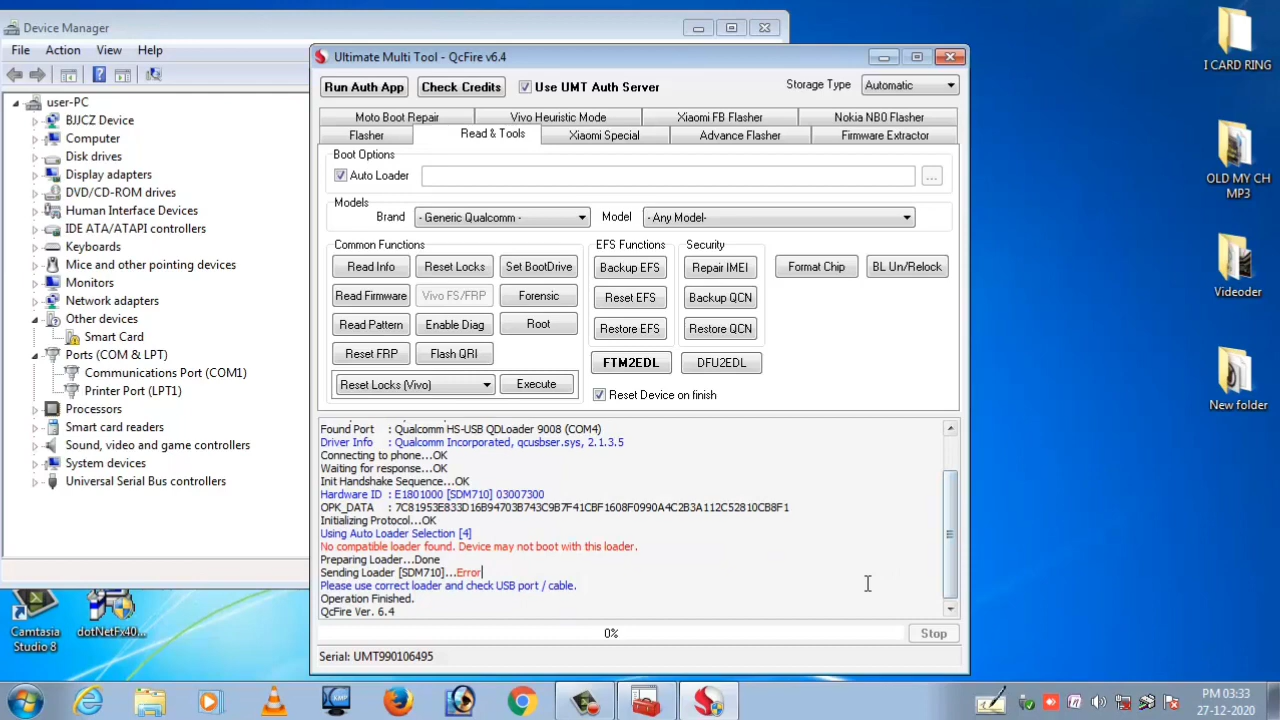 Device Manager
File Action View Help
user-PC
BJJCZ Device
Computer
Disk drives
Display adapters
DVD/CD-ROM drives
Human Interface Devices
IDE ATA/ATAPI controllers
Keyboards
Mice and other pointing devices
Monitors
Network adapters
Other devices
Smart Card
Ports (COM & LPT)
Communications Port (COM1)
Printer Port (LPT1)
Processors
Smart card readers
Sound, video and game controllers
System devices
Universal Serial Bus controllers
Ultimate Multi Tool - QcFire v6.4
Run Auth App Check Credits Use UMT Auth Server Storage Type Automatic
Moto Boot Repair Vivo Heuristic Mode Xiaomi FB Flasher Nokia NB0 Flasher
Flasher Read & Tools Xiaomi Special Advance Flasher Firmware Extractor
Boot Options
Auto Loader ...
Models
Brand - Generic Qualcomm - Model - Any Model-
Common Functions EFS Functions Security
Read Info Reset Locks Set BootDrive Backup EFS Repair IMEI Format Chip BL Un/Relock
Read Firmware Vivo FS/FRP Forensic Reset EFS Backup QCN
Read Pattern Enable Diag Root Restore EFS Restore QCN
Reset FRP Flash QRI FTM2EDL DFU2EDL
Reset Locks (Vivo) Execute Reset Device on finish
Found Port : Qualcomm HS-USB QDLoader 9008 (COM4)
Driver Info : Qualcomm Incorporated, qcusbser.sys, 2.1.3.5
Connecting to phone...OK
Waiting for response...OK
Init Handshake Sequence...OK
Hardware ID : E1801000 [SDM710] 03007300
OPK_DATA : 7C81953E833D16B94703B743C9B7F41CBF1608F0990A4C2B3A112C52810CB8F1
Initializing Protocol...OK
Using Auto Loader Selection [4]
No compatible loader found. Device may not boot with this loader.
Preparing Loader...Done
Sending Loader [SDM710]...Error
Please use correct loader and check USB port / cable.
Operation Finished.
QcFire Ver. 6.4
0% Stop
Serial: UMT990106495
I CARD RING
OLD MY CH
MP3
Videoder
New folder
Camtasia
Studio 8
dotNetFx40...
PM 03:33
27-12-2020